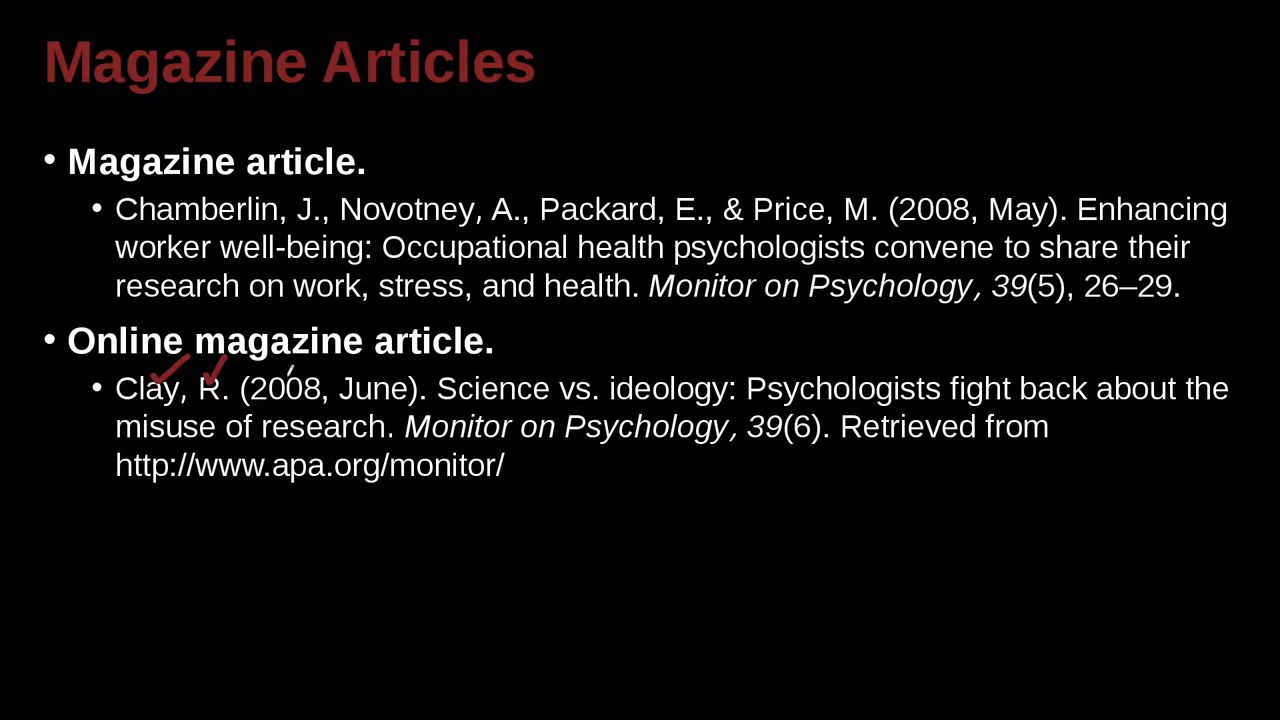 Magazine Articles
• Magazine article.
• Chamberlin, J., Novotney, A., Packard, E., & Price, M. (2008, May). Enhancing
worker well-being: Occupational health psychologists convene to share their
research on work, stress, and health. Monitor on Psychology, 39(5), 26–29.
• Online magazine article.
• Clay, R. (2008, June). Science vs. ideology: Psychologists fight back about the
misuse of research. Monitor on Psychology, 39(6). Retrieved from
http://www.apa.org/monitor/